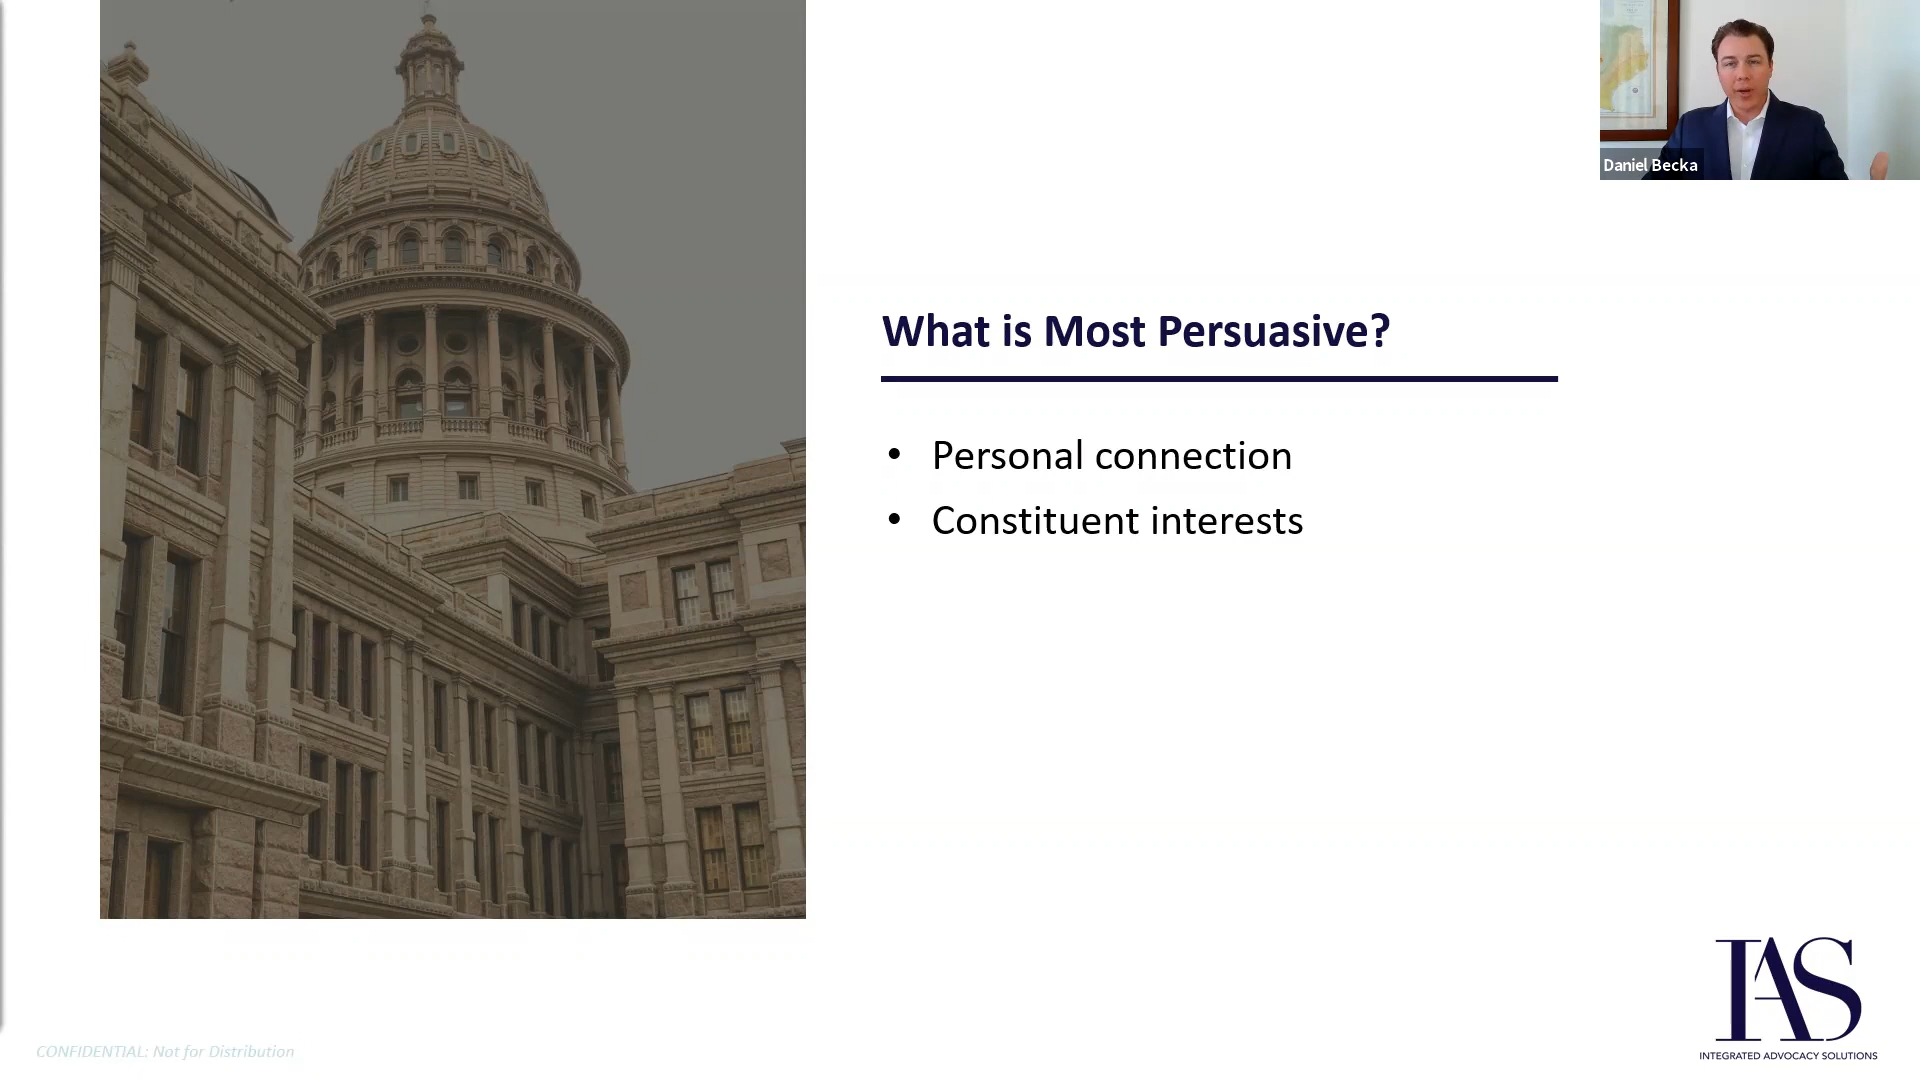 Daniel Becka
What is Most Persuasive?
• Personal connection
• Constituent interests
CONFIDENTIAL: Not for Distribution
IAS
INTEGRATED ADVOCACY SOLUTIONS